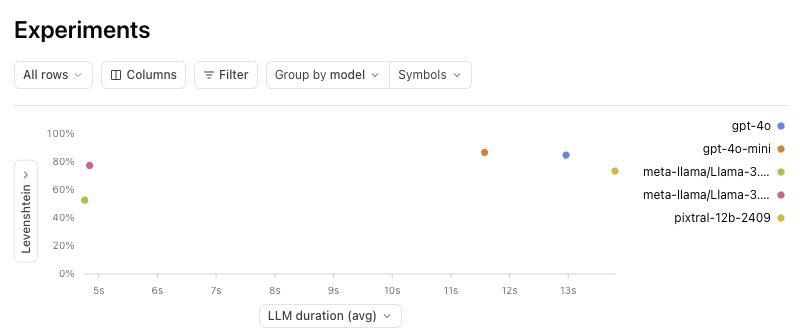 Experiments
All rows
Columns
Filter
Group by model
Symbols
100%
80%
60%
40%
20%
0%
Levenshtein
5s 6s 7s 8s 9s 10s 11s 12s 13s
LLM duration (avg)
gpt-4o
gpt-4o-mini
meta-llama/Llama-3....
meta-llama/Llama-3....
pixtral-12b-2409